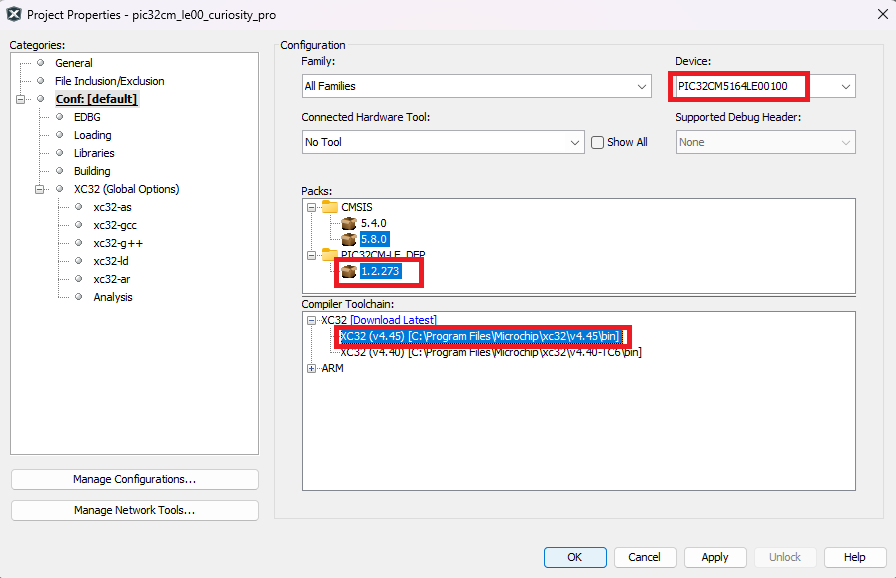 Project Properties - pic32cm_le00_curiosity_pro
Categories:
General
File Inclusion/Exclusion
Conf: [default]
EDBG
Loading
Libraries
Building
XC32 (Global Options)
xc32-as
xc32-gcc
xc32-g++
xc32-ld
xc32-ar
Analysis
Manage Configurations...
Manage Network Tools...
Configuration
Family:
All Families
Device:
PIC32CM5164LE00100
Connected Hardware Tool:
No Tool
Show All
Supported Debug Header:
None
Packs:
CMSIS
5.4.0
5.8.0
PIC32CM-LE_DFP
1.2.273
Compiler Toolchain:
XC32 [Download Latest]
XC32 (v4.45) [C:\Program Files\Microchip\xc32\v4.45\bin]
XC32 (v4.40) [C:\Program Files\Microchip\xc32\v4.40-TC6\bin]
ARM
OK
Cancel
Apply
Unlock
Help